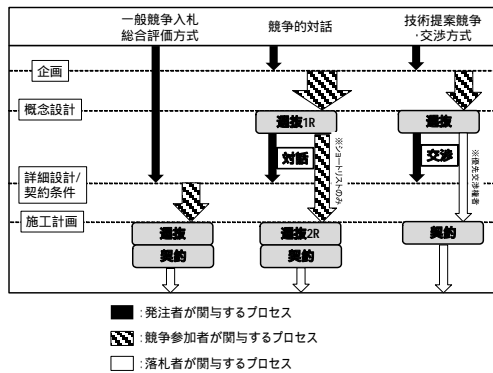 一般競争入札
総合評価方式
競争的対話
技術提案競争
・交渉方式
企画
概念設計
選抜1R
選抜
対話
※ショートリストのみ
交渉
※優先交渉権者
詳細設計/
契約条件
施工計画
選抜
選抜2R
契約
契約
契約
:発注者が関与するプロセス
:競争参加者が関与するプロセス
:落札者が関与するプロセス